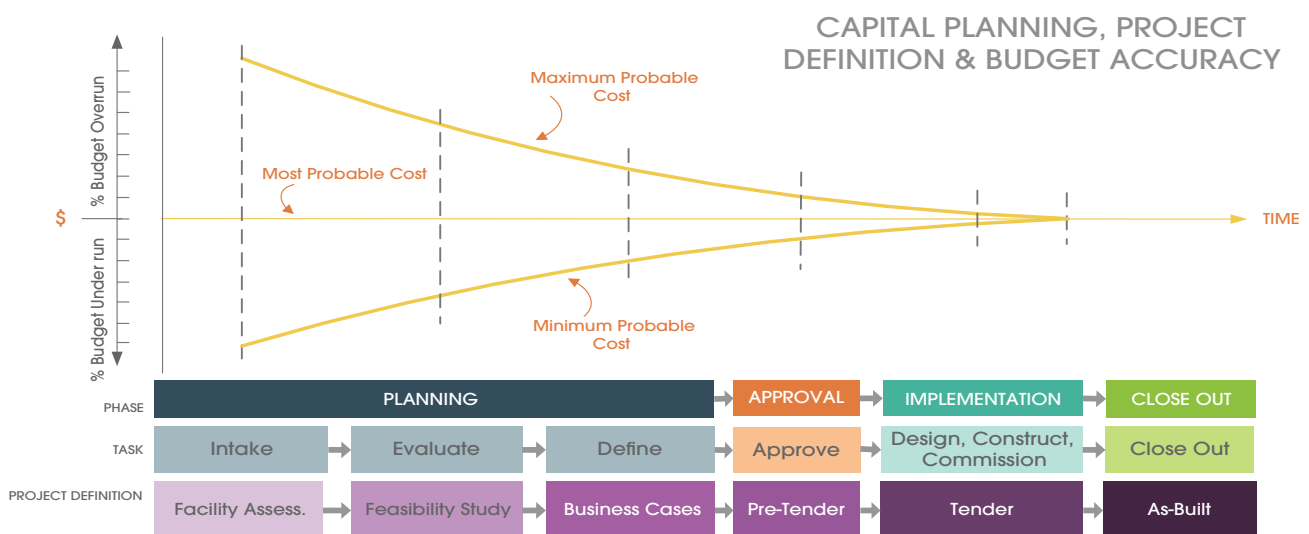 CAPITAL PLANNING, PROJECT
DEFINITION & BUDGET ACCURACY
% Budget Overrun
% Budget Under run
$
Maximum Probable
Cost
Most Probable Cost
TIME
Minimum Probable
Cost
PHASE
PLANNING
APPROVAL
IMPLEMENTATION
CLOSE OUT
TASK
Intake
Evaluate
Define
Approve
Design, Construct,
Commission
Close Out
PROJECT DEFINITION
Facility Assess.
Feasibility Study
Business Cases
Pre-Tender
Tender
As-Built